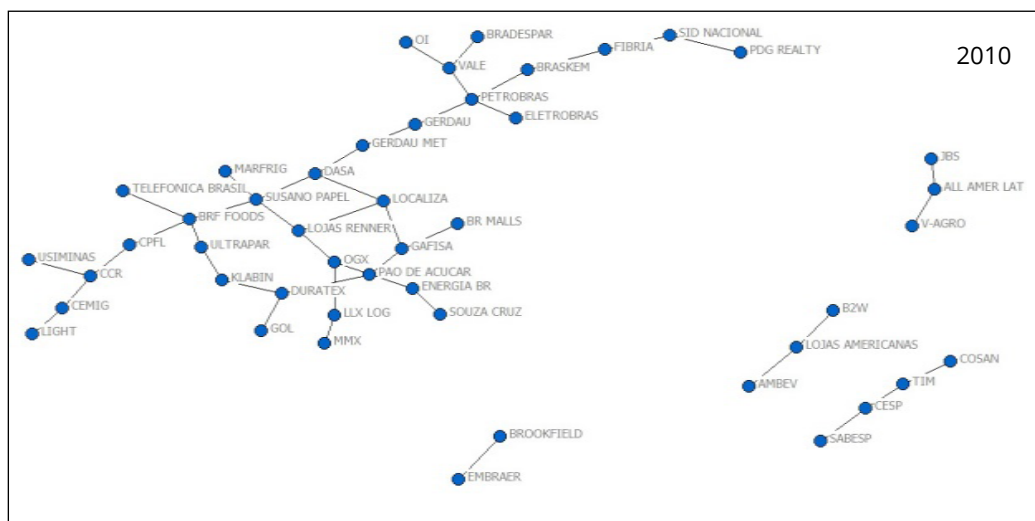 SID NACIONAL
BRADESPAR
OI
FIBRIA
PDG REALTY
2010
VALE
BRASKEM
PETROBRAS
ELETROBRAS
GERDAU
GERDAU MET
JBS
MARFRIG
DASA
TELEFONICA BRASIL
ALL AMER LAT
SUSANO PAPEL
LOCALIZA
BRF FOODS
BR MALLS
V-AGRO
LOJAS RENNER
CPFL
ULTRAPAR
GAFISA
USIMINAS
OGX
CCR
PAO DE ACUCAR
KLABIN
ENERGIA BR
DURATEX
CEMIG
B2W
LLX LOG
SOUZA CRUZ
LIGHT
GOL
MMX
LOJAS AMERICANAS
COSAN
TIM
AMBEV
CESP
BROOKFIELD
SABESP
EMBRAER